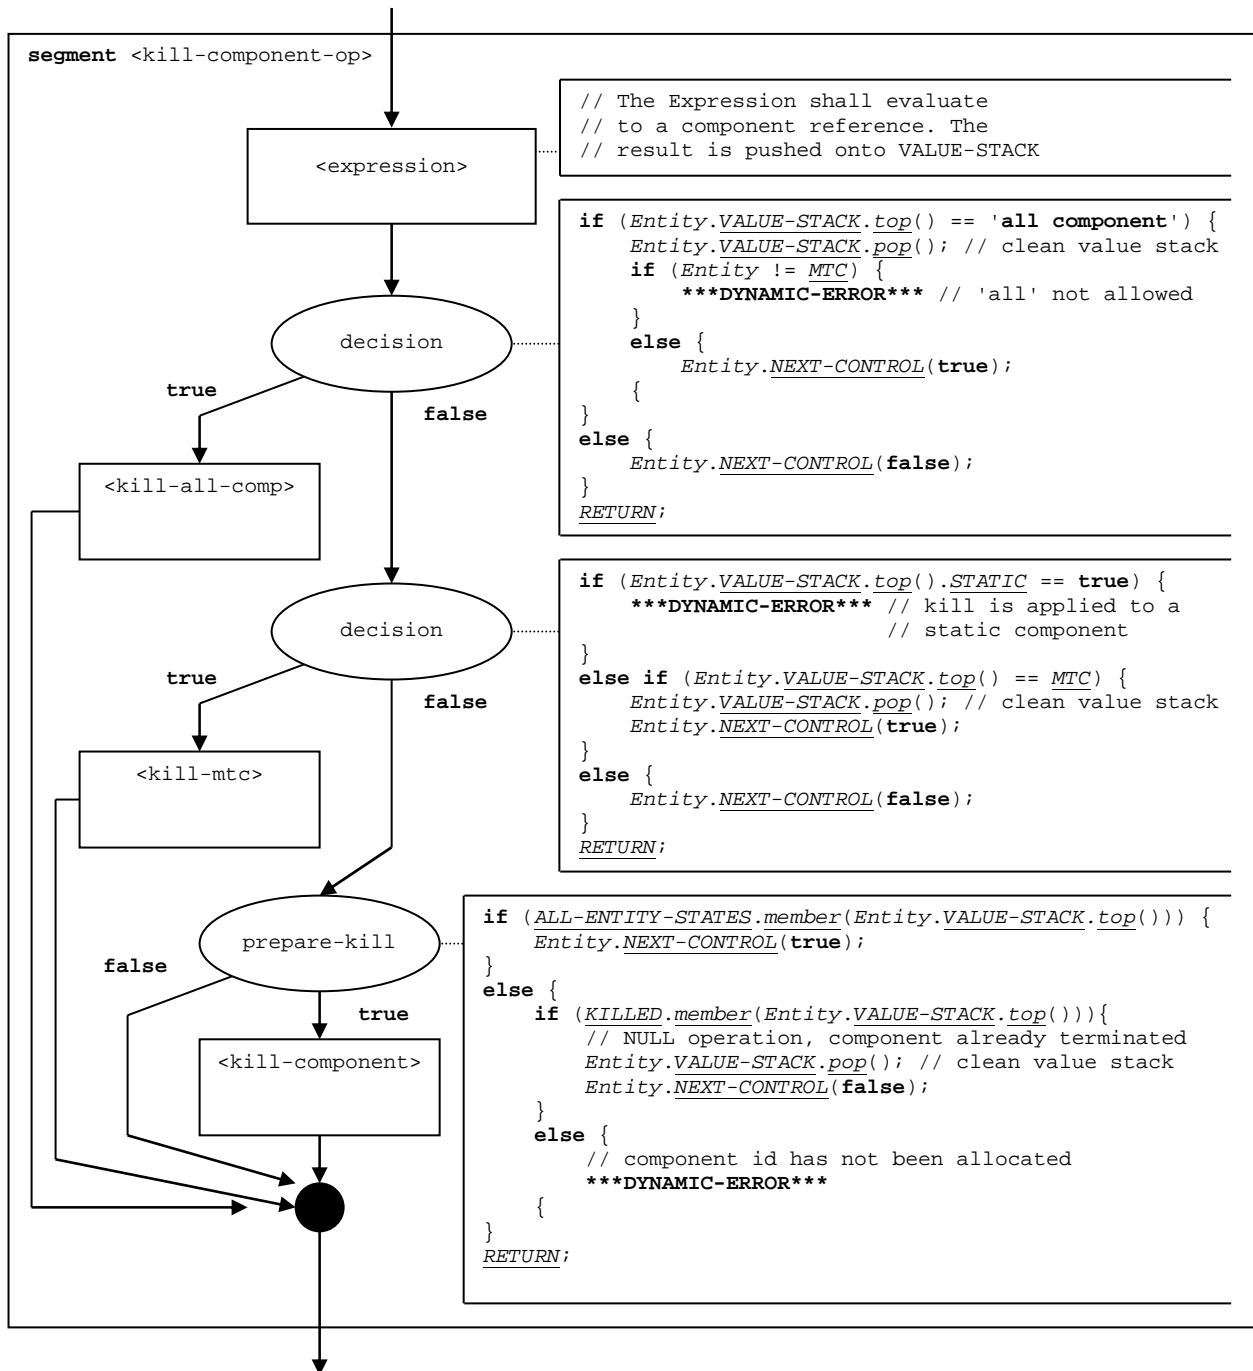 segment <kill-component-op>
// The Expression shall evaluate
// to a component reference. The
// result is pushed onto VALUE-STACK
<expression>
if (Entity.VALUE-STACK.top() == 'all component') {
Entity.VALUE-STACK.pop(); // clean value stack
if (Entity != MTC) {
***DYNAMIC-ERROR*** // 'all' not allowed
}
else {
Entity.NEXT-CONTROL(true);
{
}
else {
Entity.NEXT-CONTROL(false);
}
RETURN;
decision
true
false
<kill-all-comp>
if (Entity.VALUE-STACK.top().STATIC == true) {
***DYNAMIC-ERROR*** // kill is applied to a
// static component
}
else if (Entity.VALUE-STACK.top() == MTC) {
Entity.VALUE-STACK.pop(); // clean value stack
Entity.NEXT-CONTROL(true);
}
else {
Entity.NEXT-CONTROL(false);
}
RETURN;
decision
true
false
<kill-mtc>
if (ALL-ENTITY-STATES.member(Entity.VALUE-STACK.top())) {
Entity.NEXT-CONTROL(true);
}
else {
if (KILLED.member(Entity.VALUE-STACK.top())){
// NULL operation, component already terminated
Entity.VALUE-STACK.pop(); // clean value stack
Entity.NEXT-CONTROL(false);
}
else {
// component id has not been allocated
***DYNAMIC-ERROR***
{
}
RETURN;
prepare-kill
false
true
<kill-component>